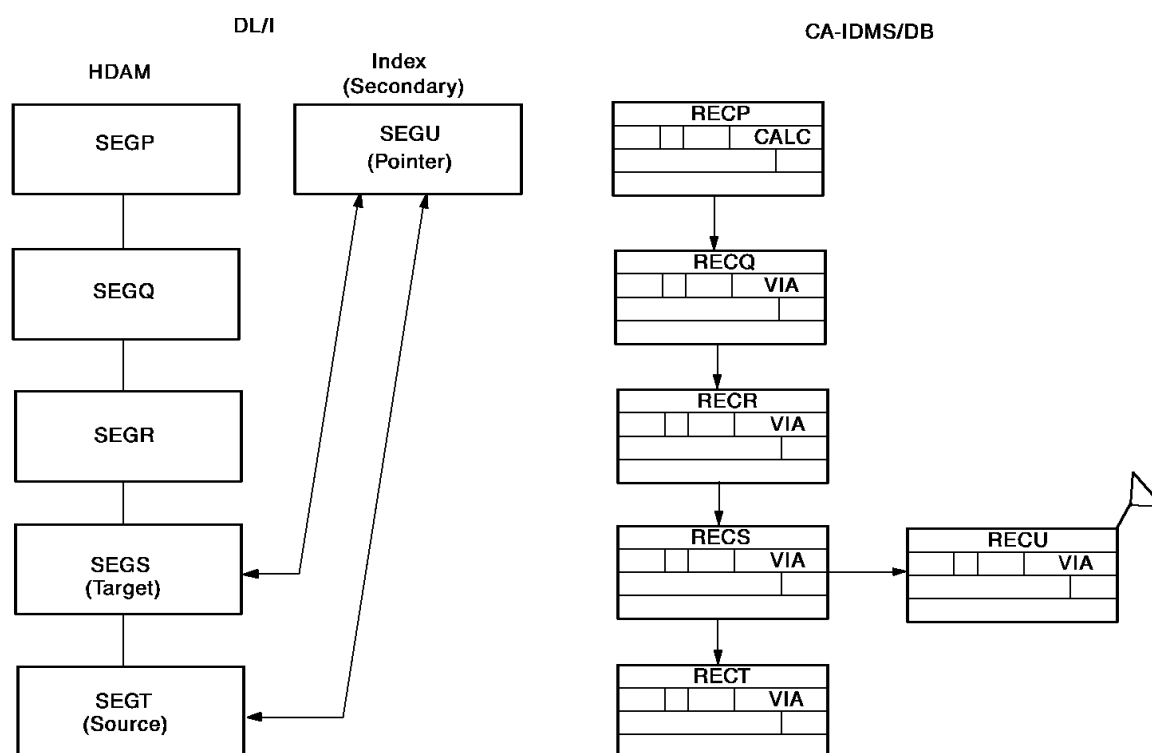 DL/I
CA-IDMS/DB
HDAM
Index
(Secondary)
SEGP
SEGU
(Pointer)
SEGQ
SEGR
SEGS
(Target)
SEGT
(Source)
RECP
CALC
RECQ
VIA
RECR
VIA
RECS
VIA
RECU
VIA
RECT
VIA